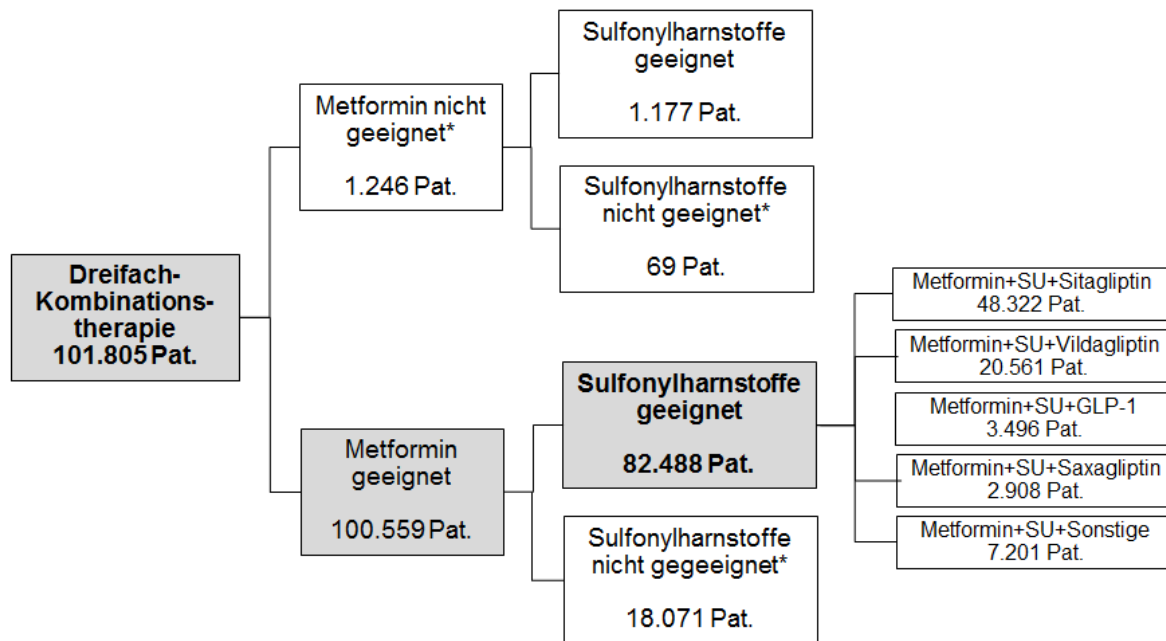 Dreifach-
Kombinations-
therapie
101.805 Pat.
Metformin nicht
geeignet*
1.246 Pat.
Sulfonylharnstoffe
geeignet
1.177 Pat.
Sulfonylharnstoffe
nicht geeignet*
69 Pat.
Metformin
geeignet
100.559 Pat.
Sulfonylharnstoffe
geeignet
82.488 Pat.
Sulfonylharnstoffe
nicht gegeignet*
18.071 Pat.
Metformin+SU+Sitagliptin
48.322 Pat.
Metformin+SU+Vildagliptin
20.561 Pat.
Metformin+SU+GLP-1
3.496 Pat.
Metformin+SU+Saxagliptin
2.908 Pat.
Metformin+SU+Sonstige
7.201 Pat.